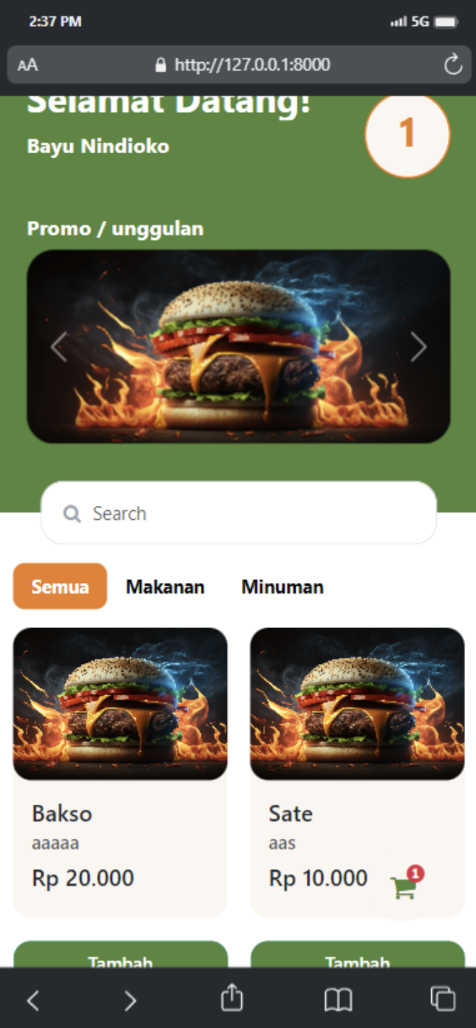 2:37 PM
5G
AA
http://127.0.0.1:8000
Selamat Datang!
1
Bayu Nindioko
Promo / unggulan
Search
Semua Makanan Minuman
Bakso
aaaaa
Rp 20.000
Sate
aas
Rp 10.000
1
Tambah
Tambah